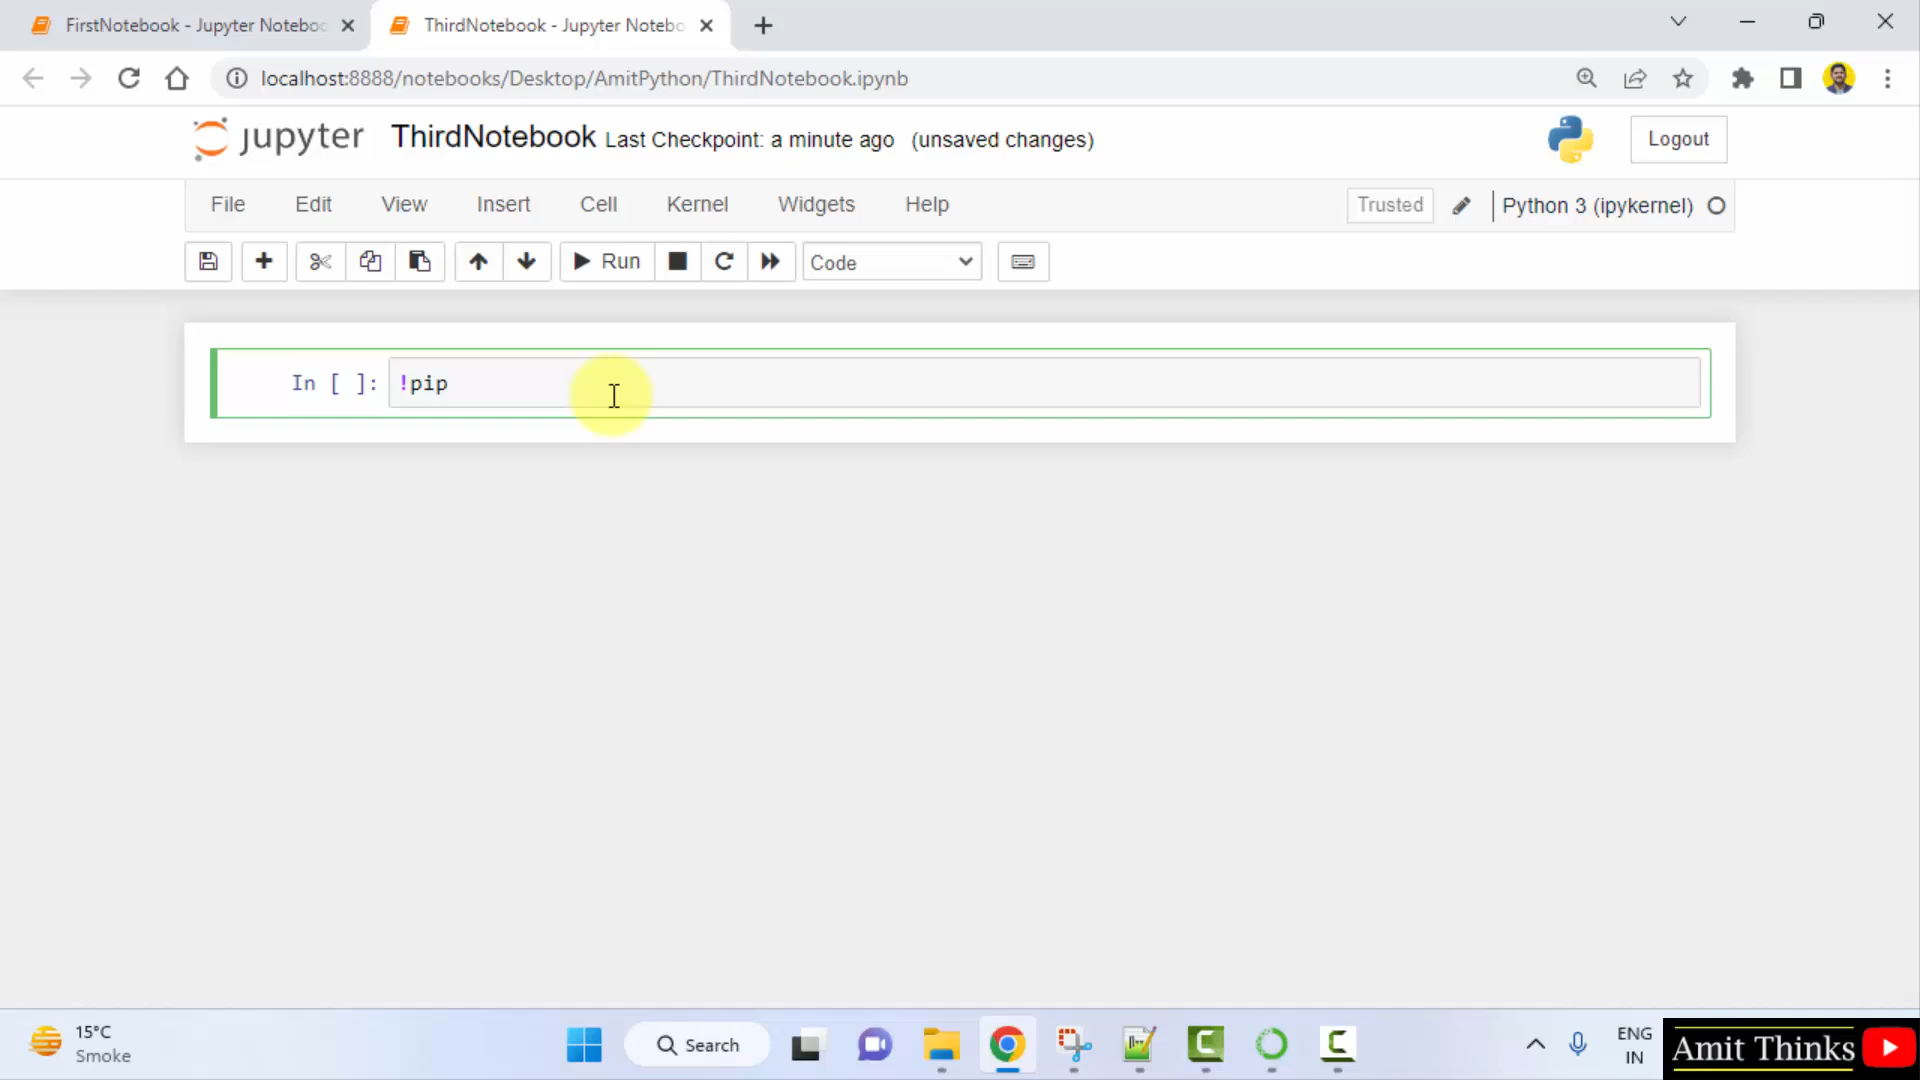 FirstNotebook - Jupyter Noteboo
ThirdNotebook - Jupyter Notebo
localhost:8888/notebooks/Desktop/AmitPython/ThirdNotebook.ipynb
jupyter ThirdNotebook Last Checkpoint: a minute ago (unsaved changes)
Logout
File Edit View Insert Cell Kernel Widgets Help
Trusted Python 3 (ipykernel)
Run Code
In [ ]: !pip
15°C
Smoke
Search
ENG
IN
Amit Thinks